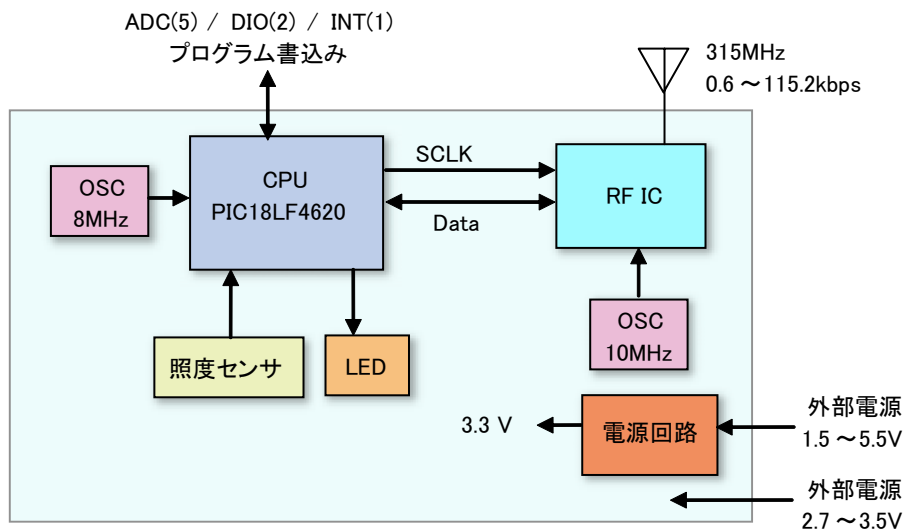 ADC(5) / DIO(2) / INT(1)
プログラム書込み
315MHz
0.6 ～115.2kbps
OSC
8MHz
CPU
PIC18LF4620
SCLK
Data
RF IC
OSC
10MHz
照度センサ
LED
3.3 V
電源回路
外部電源
1.5 ～5.5V
外部電源
2.7 ～3.5V